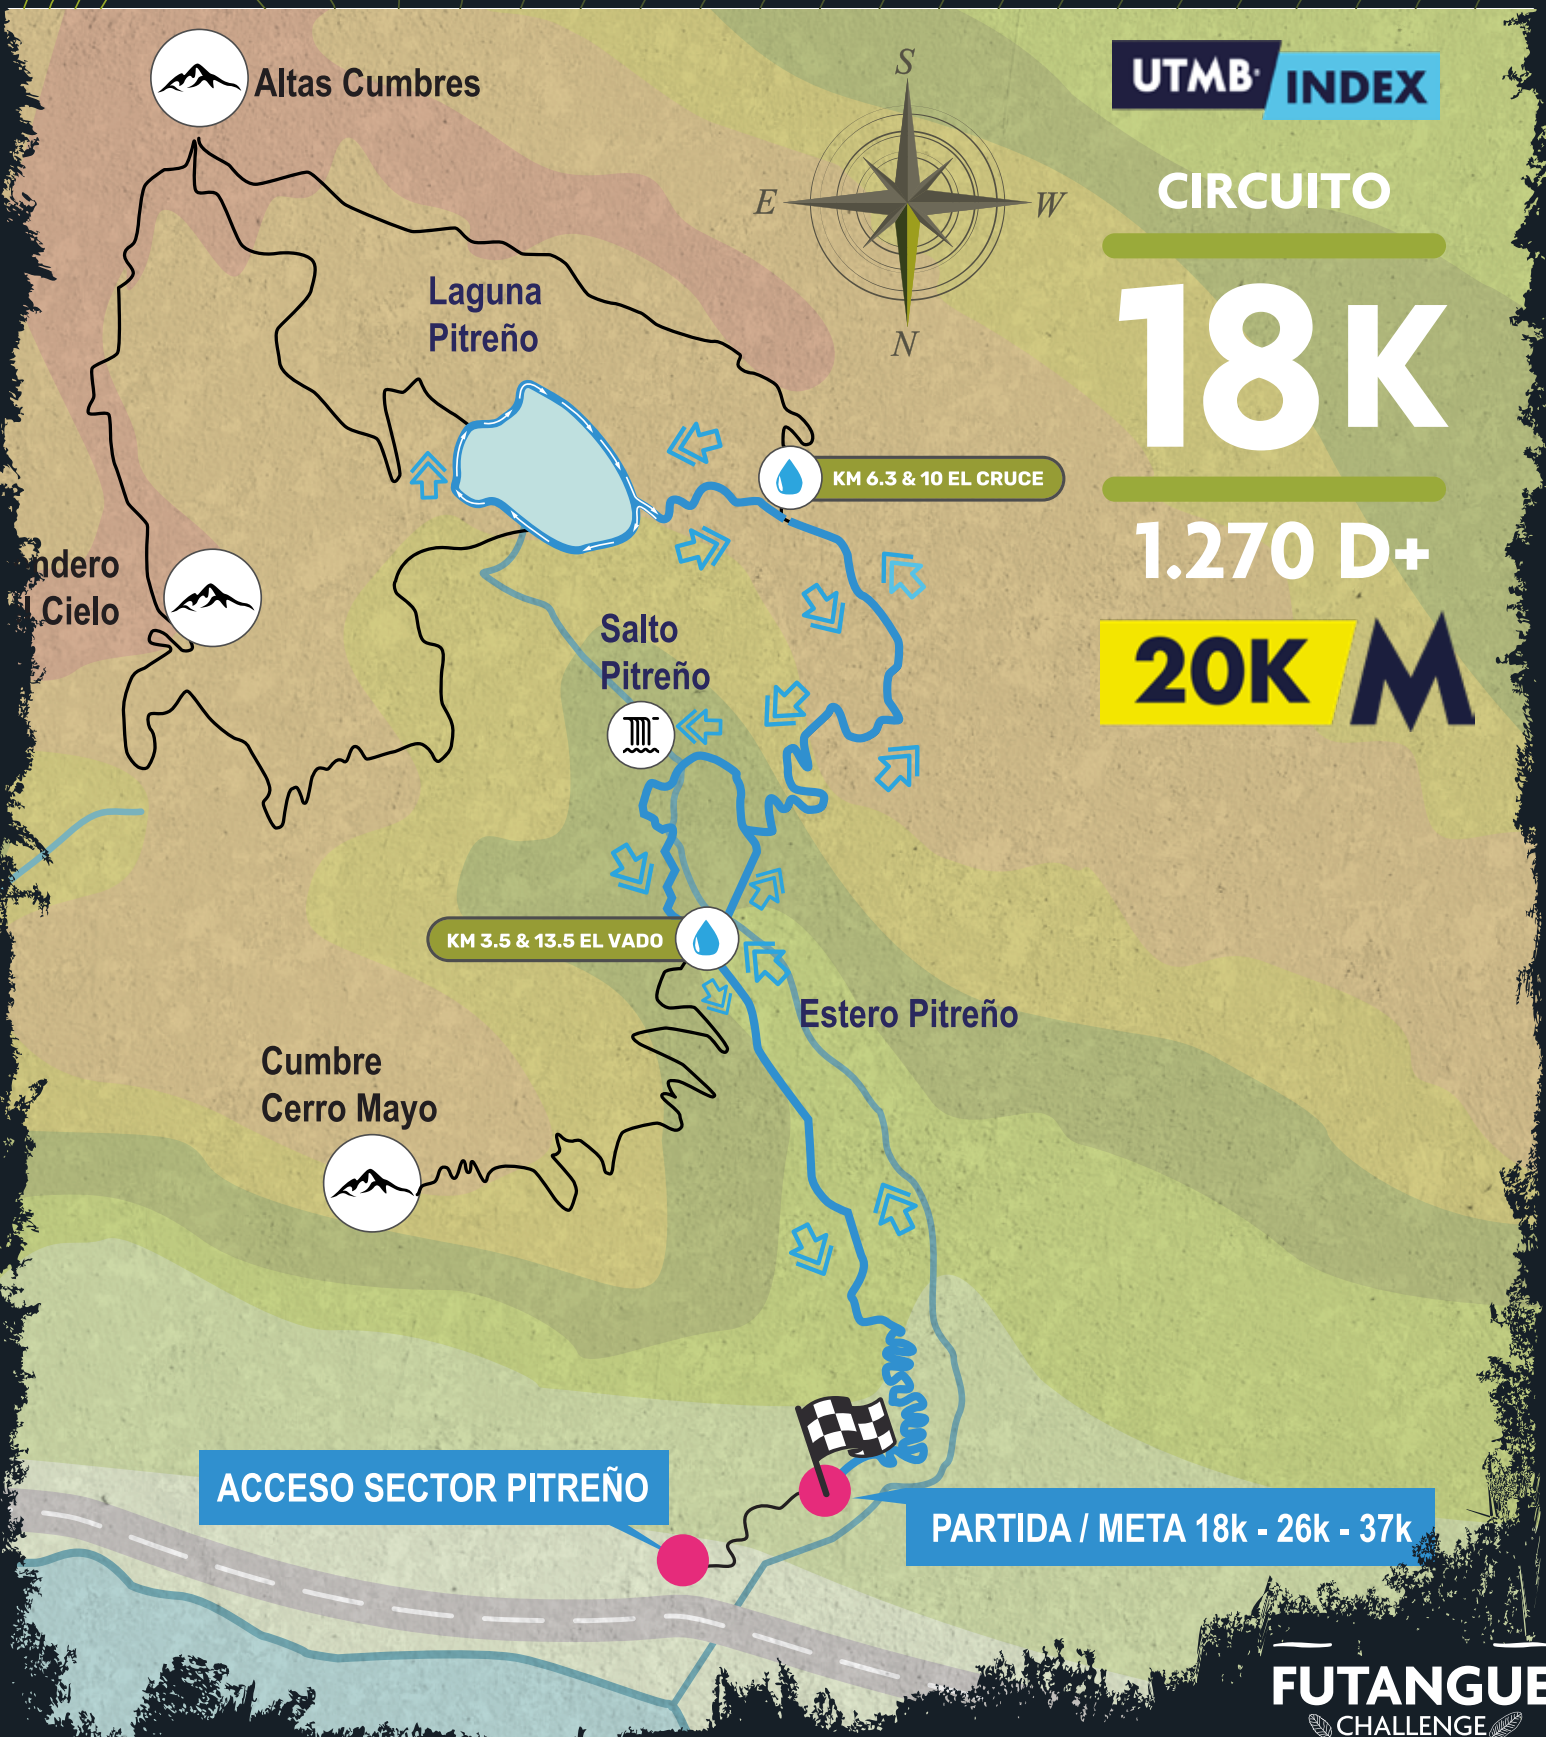 Altas Cumbres
S
E
W
N
UTMB
INDEX
CIRCUITO
18K
1.270 D+
20K M
Laguna
Pitreño
KM 6.3 & 10 EL CRUCE
ndero
l Cielo
Salto
Pitreño
KM 3.5 & 13.5 EL VADO
Estero Pitreño
Cumbre
Cerro Mayo
ACCESO SECTOR PITREÑO
PARTIDA / META 18k - 26k - 37k
FUTANGUE
CHALLENGE